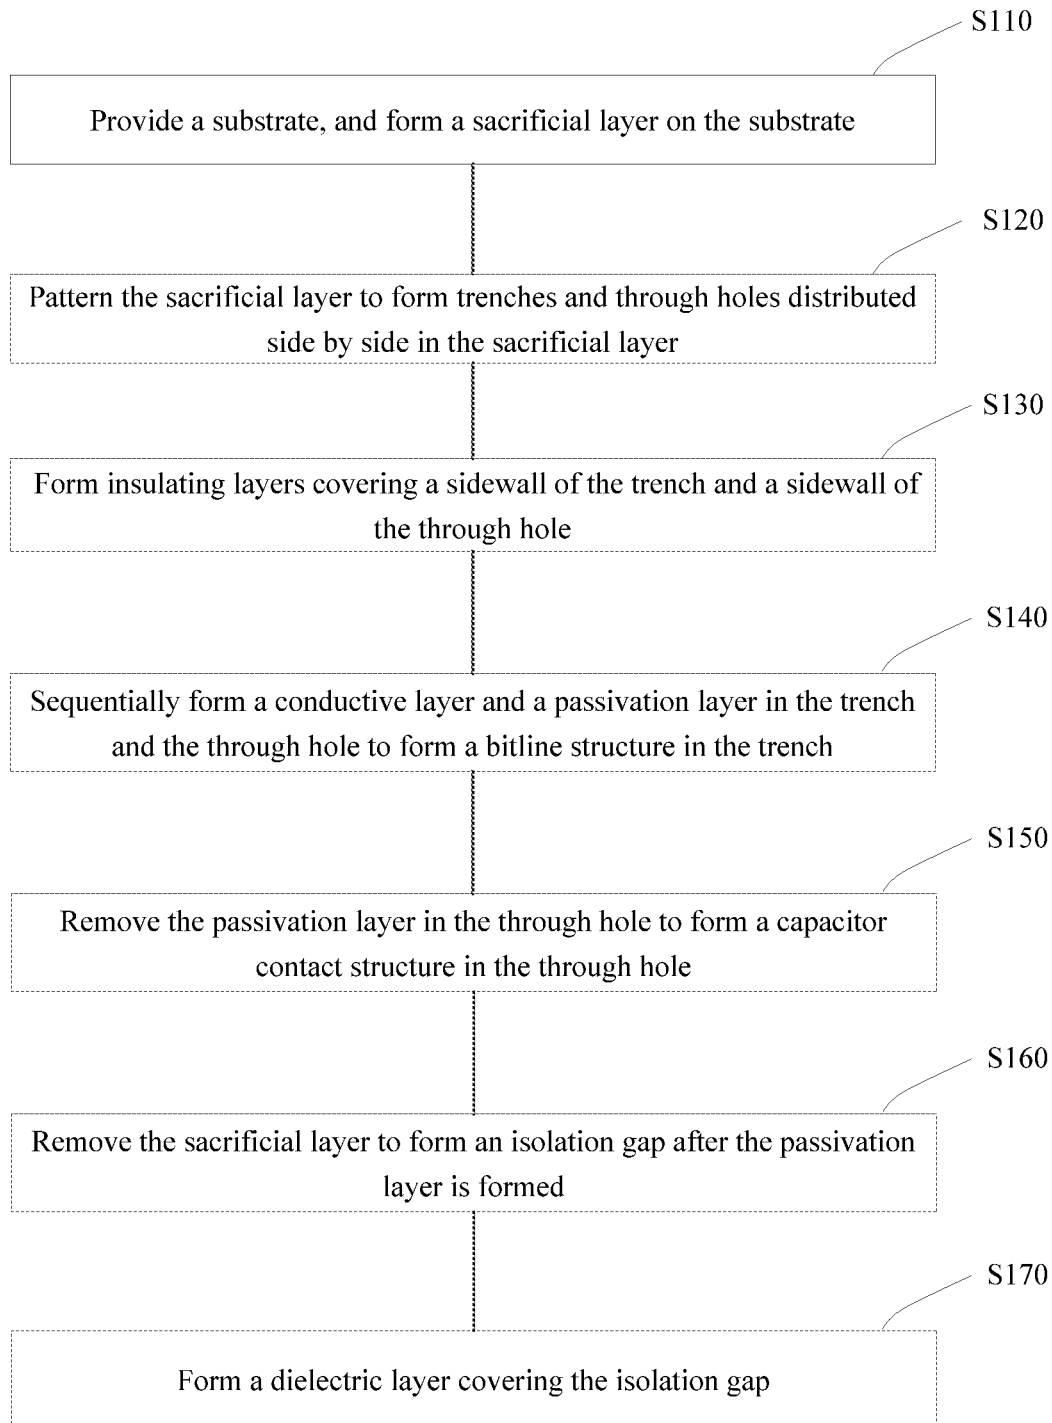 S110
Provide a substrate, and form a sacrificial layer on the substrate
S120
Pattern the sacrificial layer to form trenches and through holes distributed
side by side in the sacrificial layer
S130
Form insulating layers covering a sidewall of the trench and a sidewall of
the through hole
S140
Sequentially form a conductive layer and a passivation layer in the trench
and the through hole to form a bitline structure in the trench
S150
Remove the passivation layer in the through hole to form a capacitor
contact structure in the through hole
S160
Remove the sacrificial layer to form an isolation gap after the passivation
layer is formed
S170
Form a dielectric layer covering the isolation gap